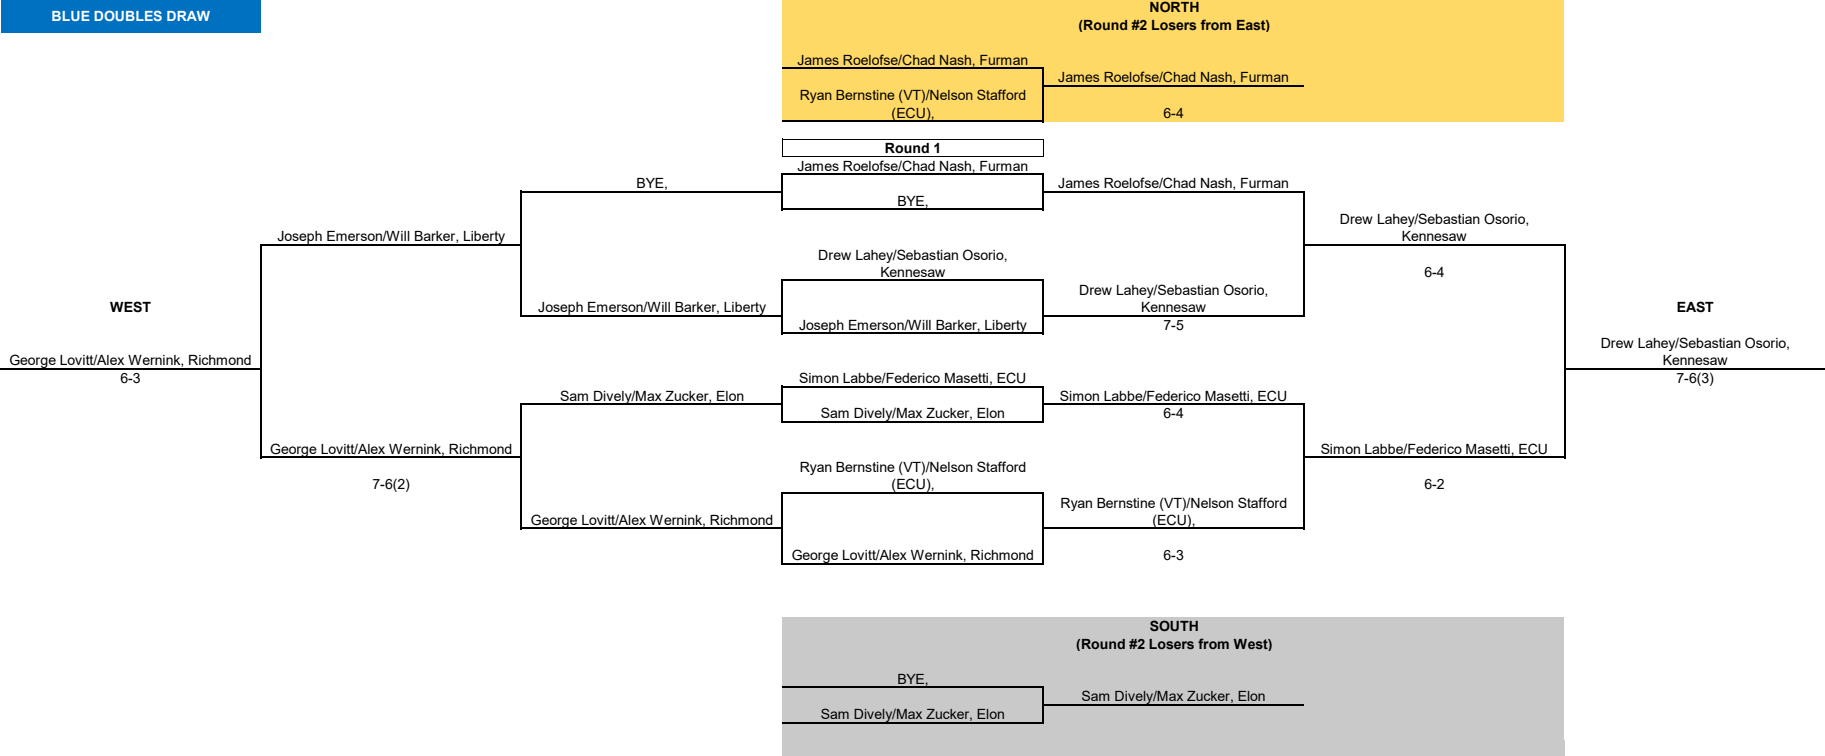 BLUE DOUBLES DRAW
NORTH
(Round #2 Losers from East)
James Roelofse/Chad Nash, Furman
James Roelofse/Chad Nash, Furman
Ryan Bernstine (VT)/Nelson Stafford
(ECU),
6-4
Round 1
James Roelofse/Chad Nash, Furman
BYE,
James Roelofse/Chad Nash, Furman
BYE,
Drew Lahey/Sebastian Osorio,
Kennesaw
Joseph Emerson/Will Barker, Liberty
Drew Lahey/Sebastian Osorio,
Kennesaw
6-4
Drew Lahey/Sebastian Osorio,
Kennesaw
WEST
Joseph Emerson/Will Barker, Liberty
EAST
Joseph Emerson/Will Barker, Liberty
7-5
Drew Lahey/Sebastian Osorio,
Kennesaw
George Lovitt/Alex Wernink, Richmond
6-3
Simon Labbe/Federico Masetti, ECU
7-6(3)
Sam Dively/Max Zucker, Elon
Simon Labbe/Federico Masetti, ECU
Sam Dively/Max Zucker, Elon
6-4
George Lovitt/Alex Wernink, Richmond
Simon Labbe/Federico Masetti, ECU
Ryan Bernstine (VT)/Nelson Stafford
(ECU),
7-6(2)
6-2
Ryan Bernstine (VT)/Nelson Stafford
(ECU),
George Lovitt/Alex Wernink, Richmond
George Lovitt/Alex Wernink, Richmond
6-3
SOUTH
(Round #2 Losers from West)
BYE,
Sam Dively/Max Zucker, Elon
Sam Dively/Max Zucker, Elon